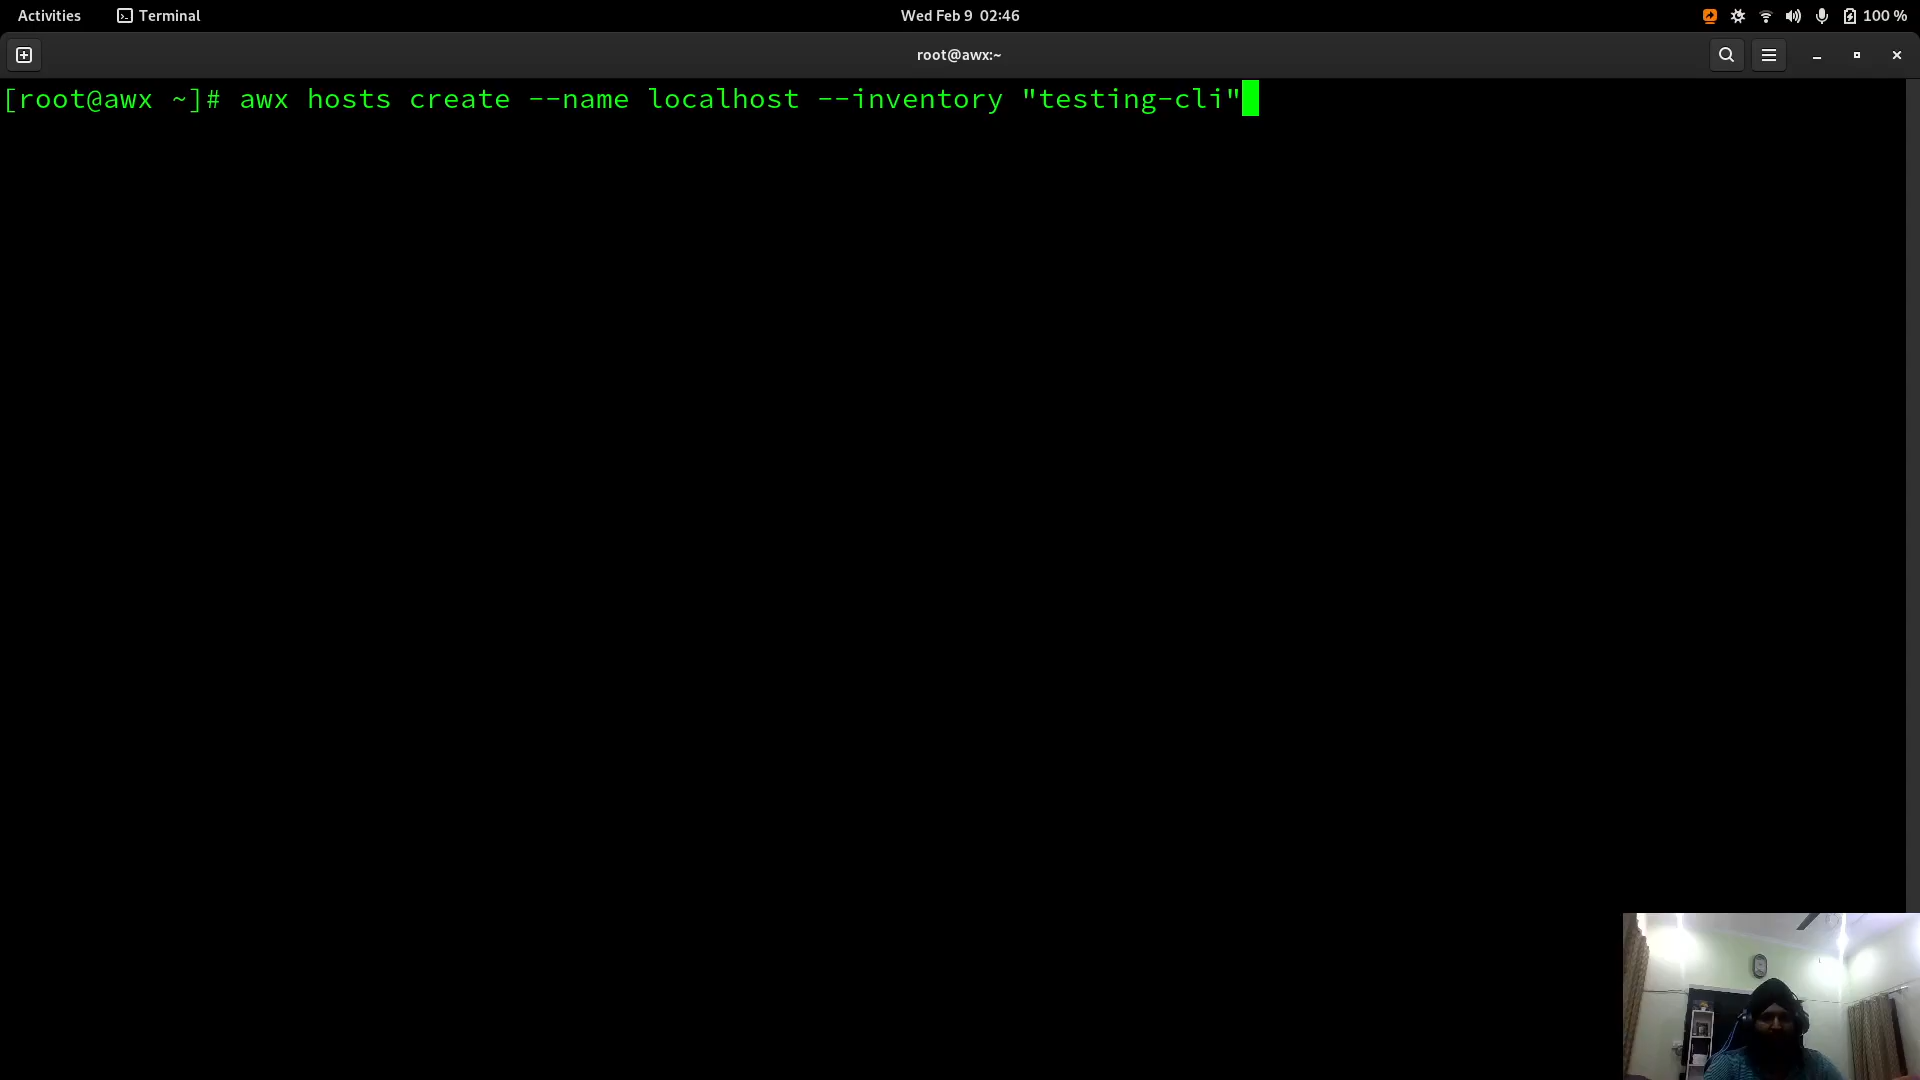 Activities Terminal Wed Feb 9 02:46 100 %
root@awx:~
[root@awx ~]# awx hosts create --name localhost --inventory "testing-cli"